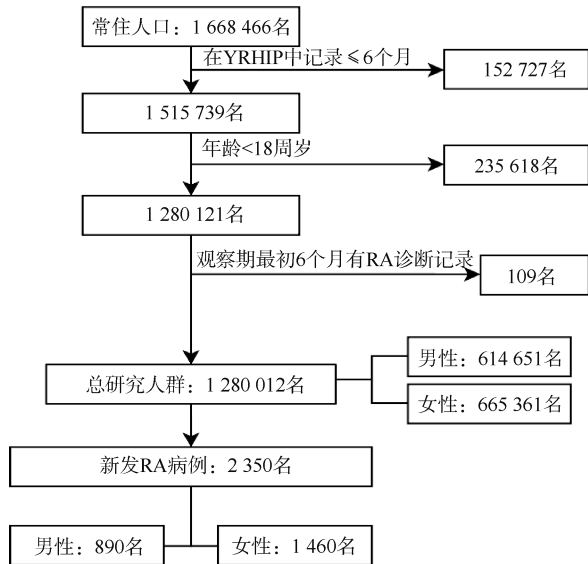 常住人口：1 668 466名
在YRHIP中记录≤6个月
152 727名
1 515 739名
年龄<18周岁
235 618名
1 280 121名
观察期最初6个月有RA诊断记录
109名
总研究人群：1 280 012名
男性：614 651名
女性：665 361名
新发RA病例：2 350名
男性：890名
女性：1 460名